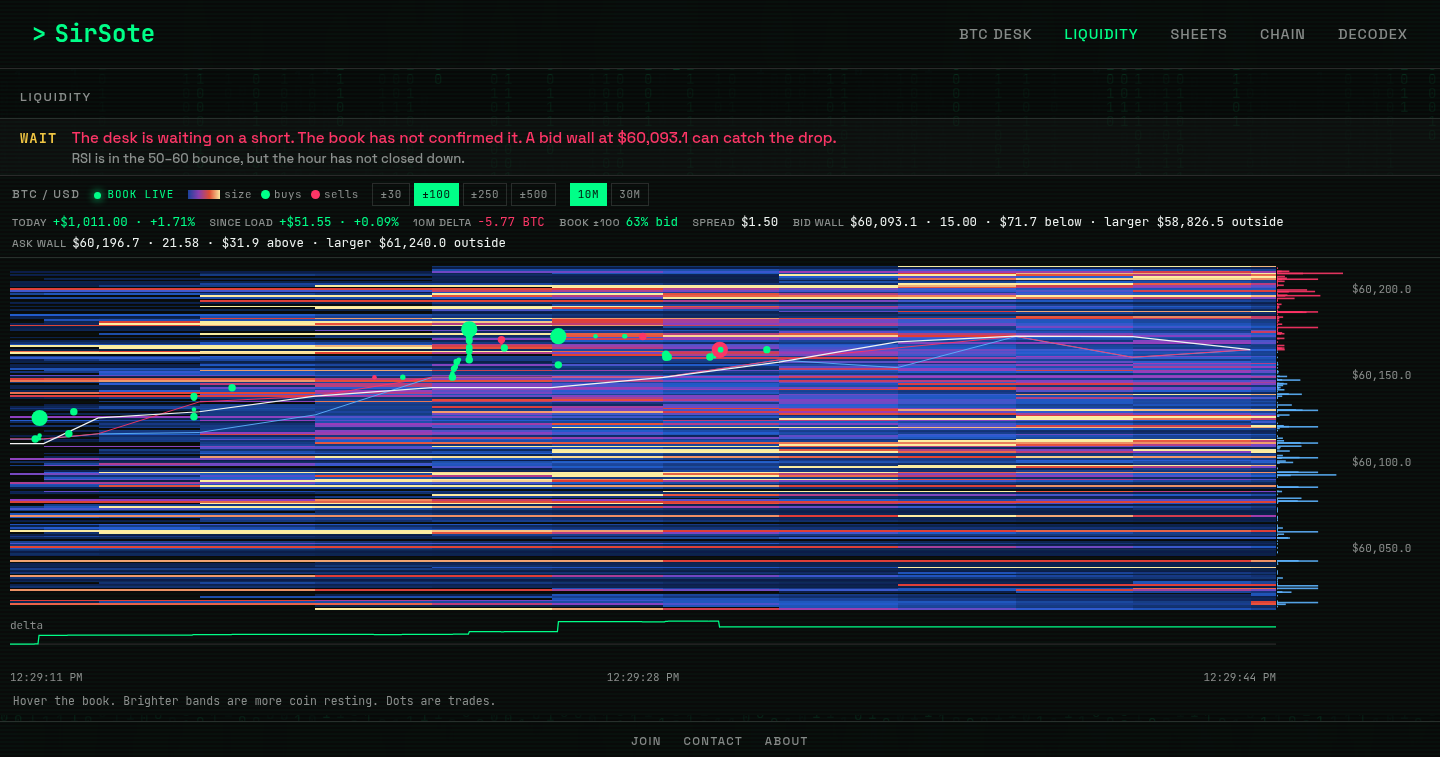 > SirSote
BTC DESK LIQUIDITY SHEETS CHAIN DECODEX
LIQUIDITY
WAIT The desk is waiting on a short. The book has not confirmed it. A bid wall at $60,093.1 can catch the drop.
RSI is in the 50–60 bounce, but the hour has not closed down.
BTC / USD BOOK LIVE size buys sells ±30 ±100 ±250 ±500 10M 30M
TODAY +$1,011.00 · +1.71% SINCE LOAD +$51.55 · +0.09% 10M DELTA -5.77 BTC BOOK ±100 63% bid SPREAD $1.50 BID WALL $60,093.1 · 15.00 · $71.7 below · larger $58,826.5 outside
ASK WALL $60,196.7 · 21.58 · $31.9 above · larger $61,240.0 outside
$60,200.0
$60,150.0
$60,100.0
$60,050.0
delta
12:29:11 PM 12:29:28 PM 12:29:44 PM
Hover the book. Brighter bands are more coin resting. Dots are trades.
JOIN CONTACT ABOUT